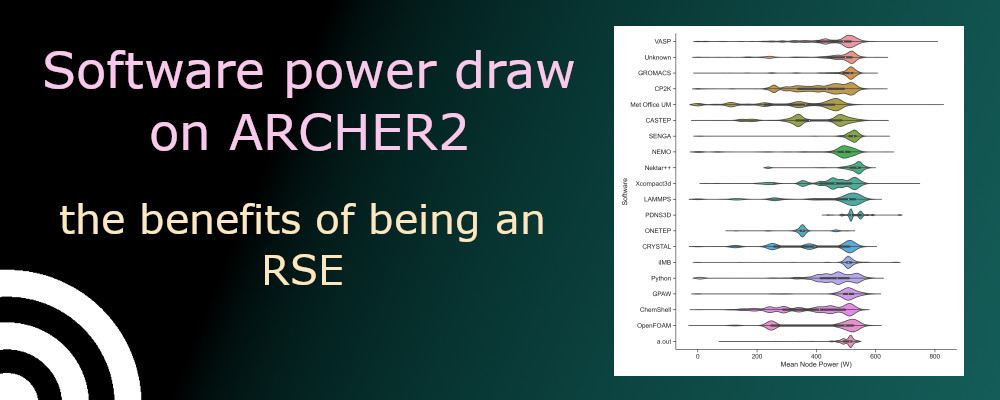 Software power draw
on ARCHER2
the benefits of being an
RSE
Software
VASP
Unknown
GROMACS
CP2K
Met Office UM
CASTEP
SENGA
NEMO
Nektar++
Xcompact3d
LAMMPS
PDNS3D
ONETEP
CRYSTAL
iIMB
Python
GPAW
ChemShell
OpenFOAM
a.out
0 200 400 600 800
Mean Node Power (W)